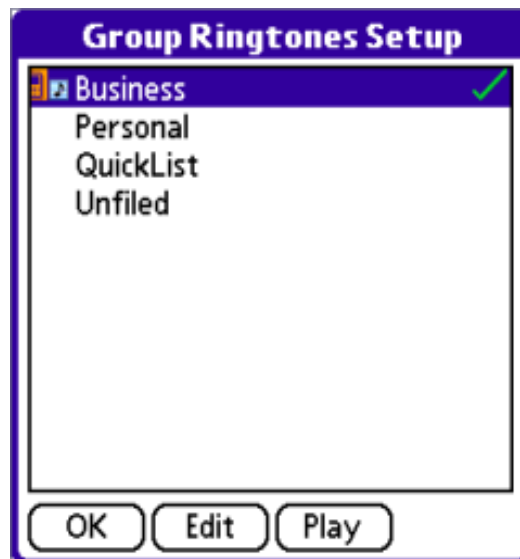 Group Ringtones Setup
Business
Personal
QuickList
Unfiled
OK Edit Play